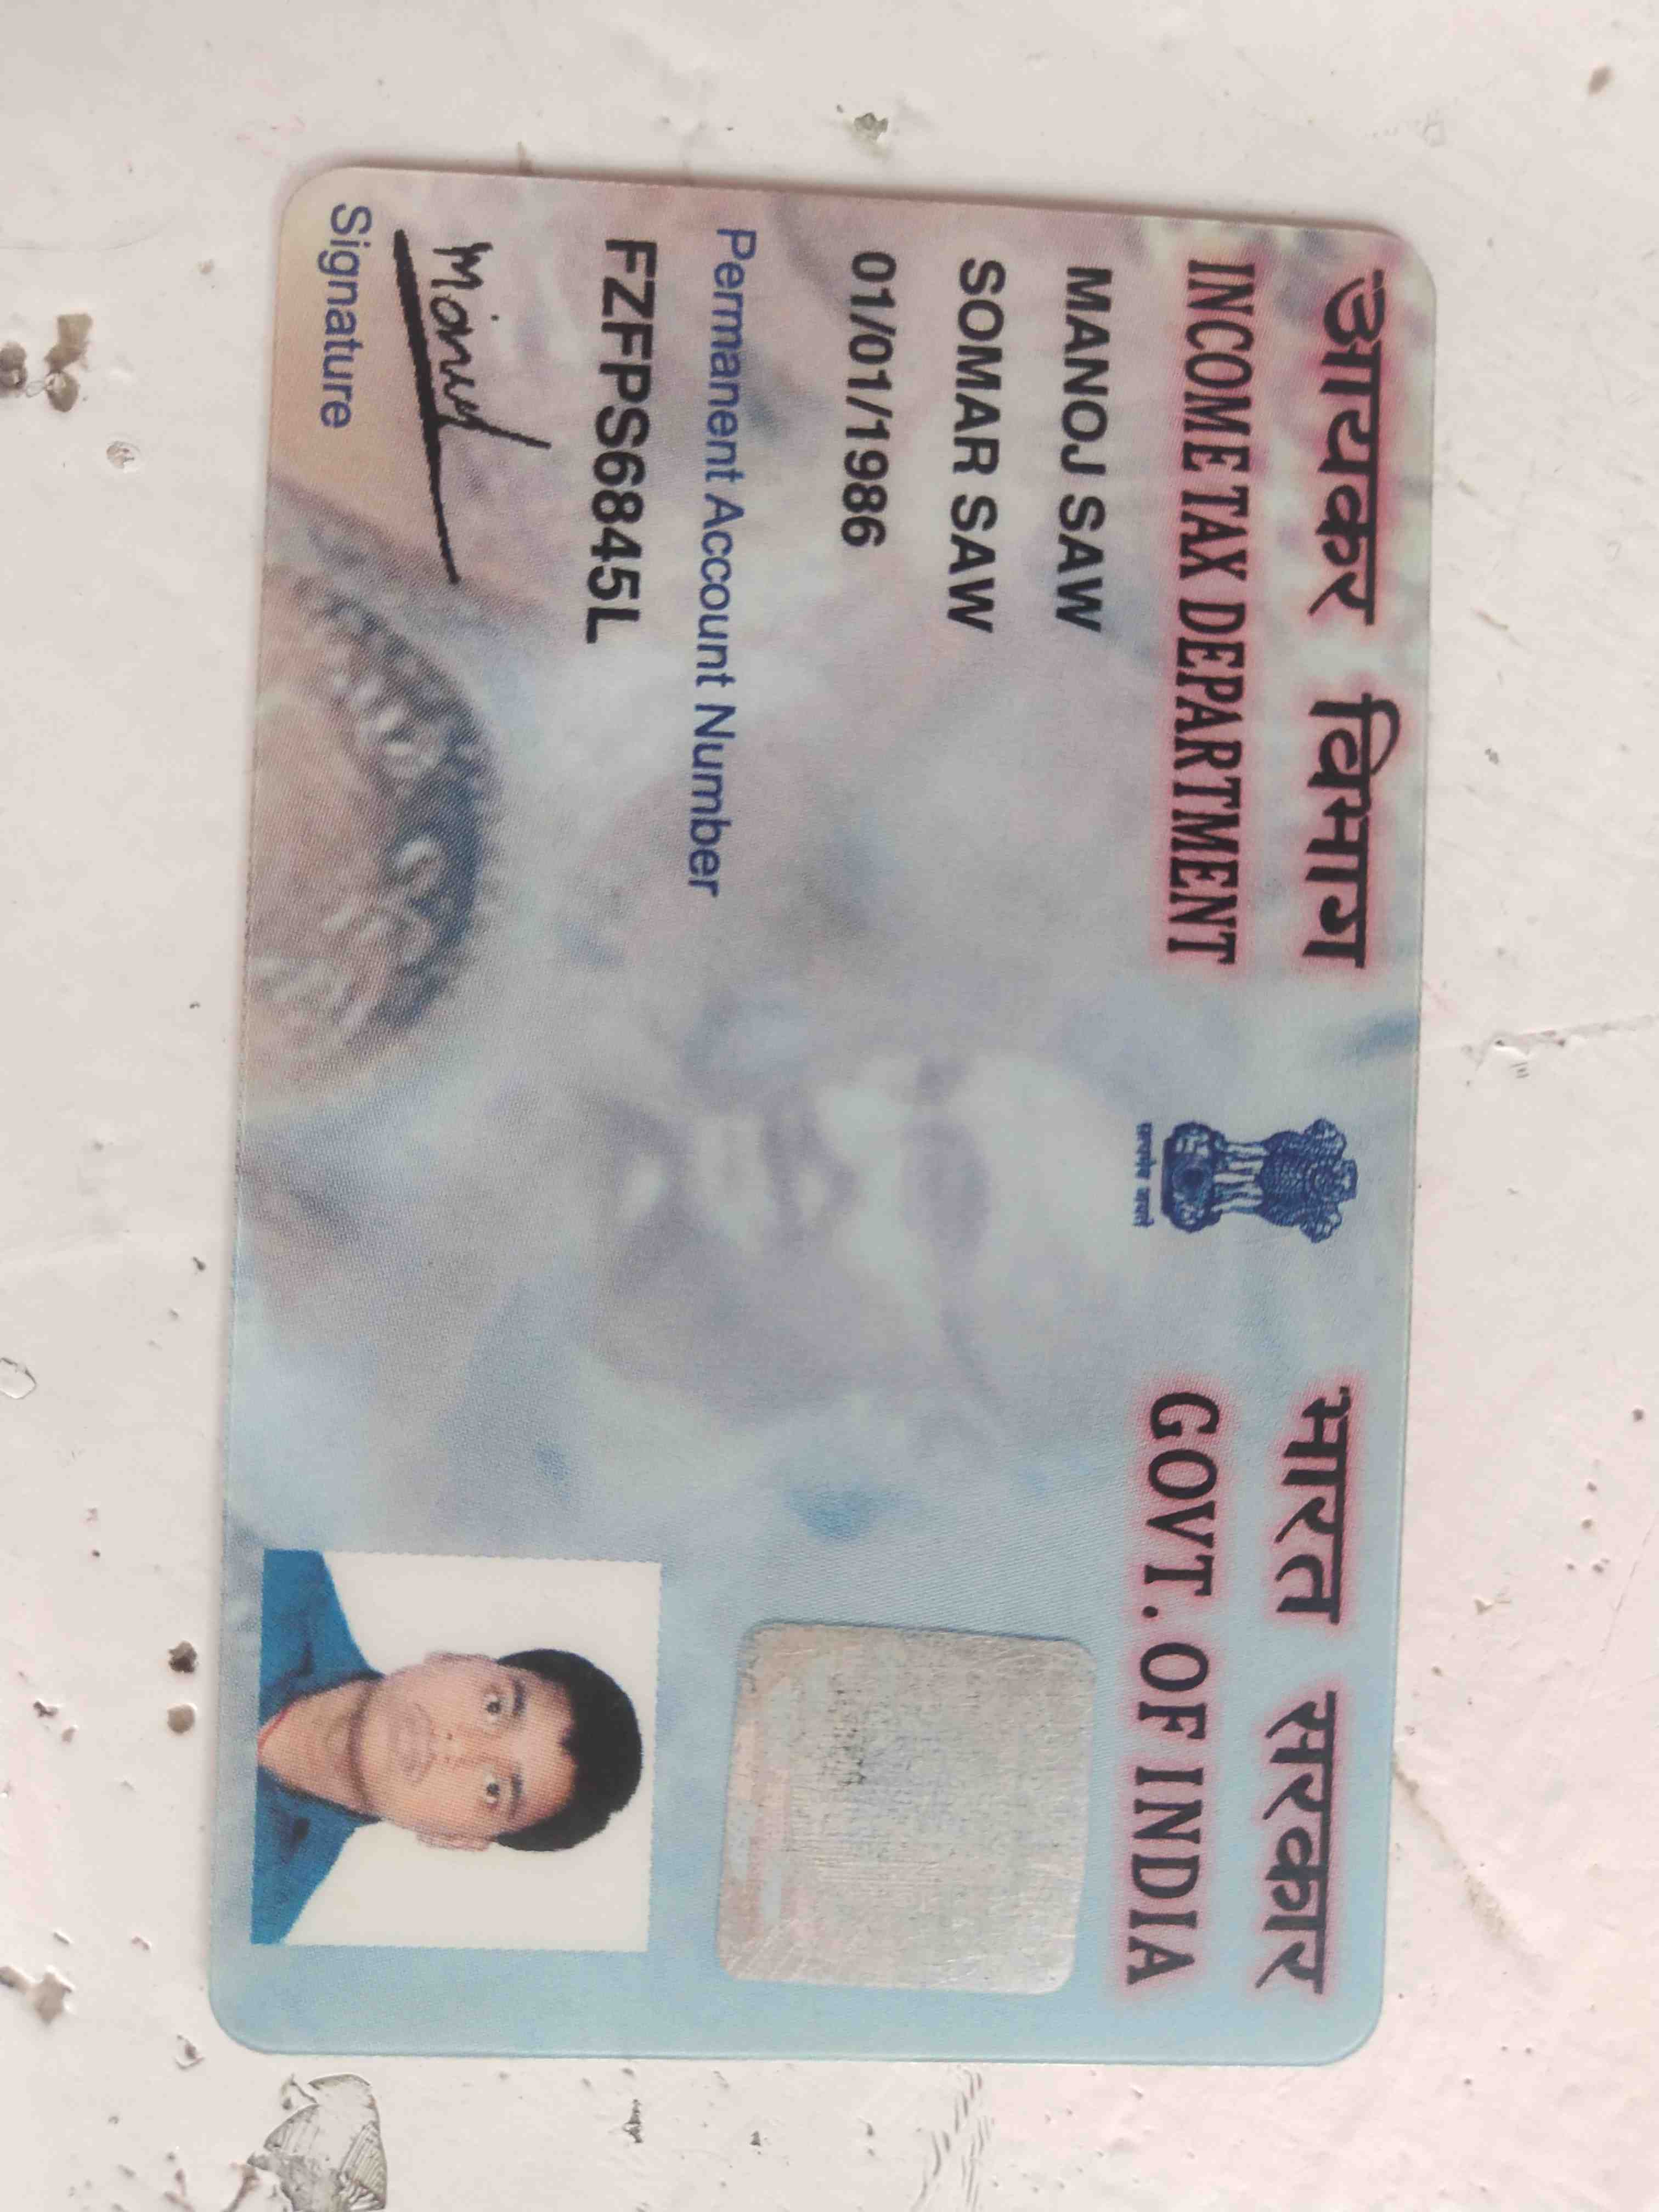 आयकर विभाग
INCOME TAX DEPARTMENT
भारत सरकार
GOVT. OF INDIA
सत्यमेव जयते
MANOJ SAW
SOMAR SAW
01/01/1986
Permanent Account Number
FZFPS6845L
Signature